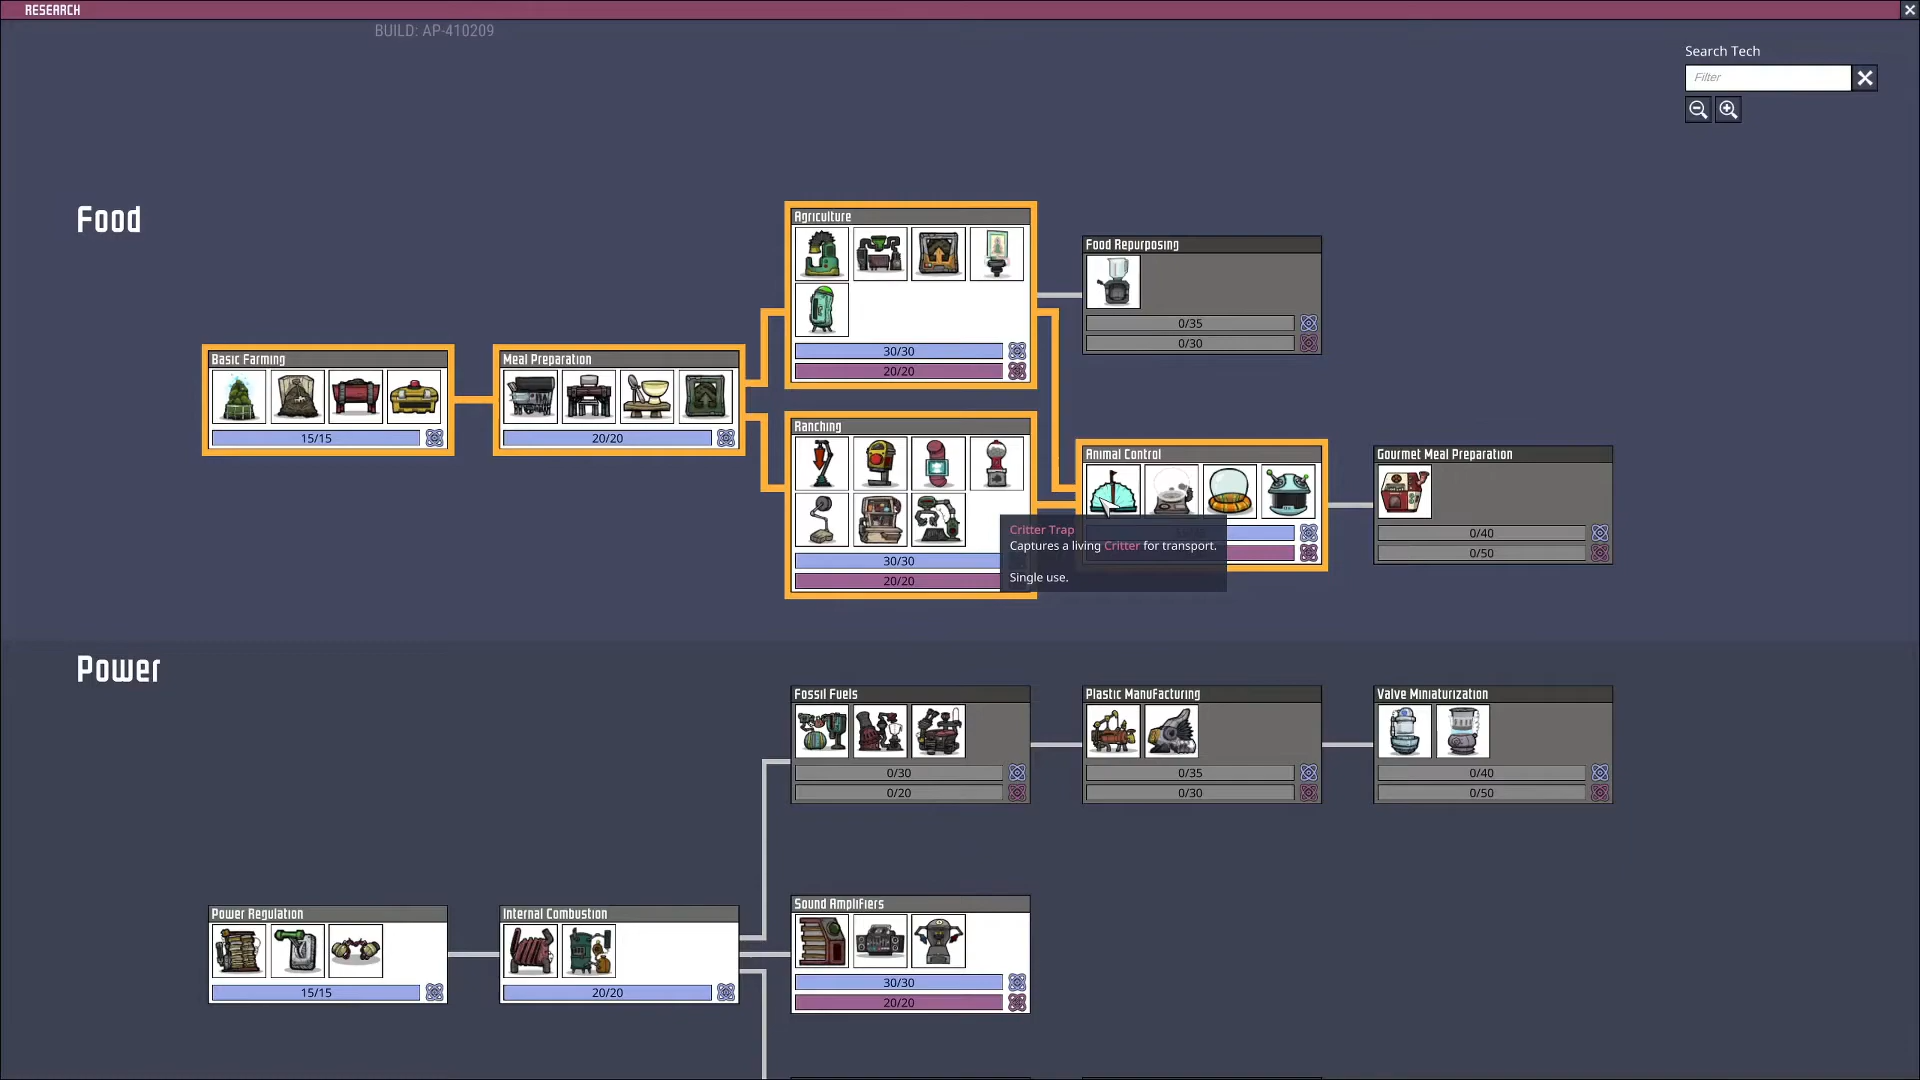 RESEARCH
BUILD: AP-410209
Search Tech
Filter
Food
Agriculture
30/30
20/20
Food Repurposing
0/35
0/30
Basic Farming
15/15
Meal Preparation
20/20
Ranching
30/30
20/20
Animal Control
Critter Trap
Captures a living Critter for transport.
Single use.
Gourmet Meal Preparation
0/40
0/50
Power
Fossil Fuels
0/30
0/20
Plastic Manufacturing
0/35
0/30
Valve Miniaturization
0/40
0/50
Power Regulation
15/15
Internal Combustion
20/20
Sound Amplifiers
30/30
20/20